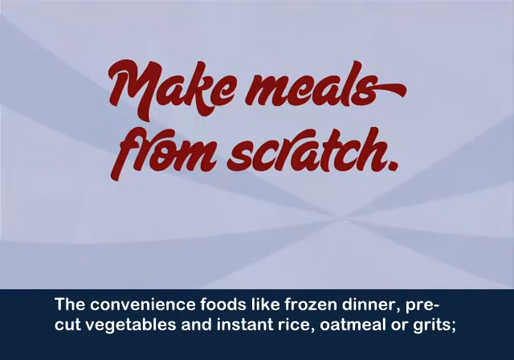 Make meals
from scratch.
The convenience foods like frozen dinner, pre-
cut vegetables and instant rice, oatmeal or grits;